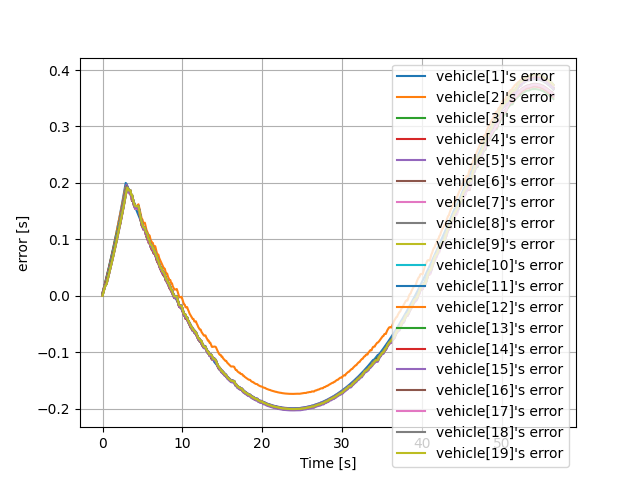 0.4
0.3
0.2
0.1
0.0
−0.1
−0.2
error [s]
0
10
20
30
40
50
Time [s]
vehicle[1]'s error
vehicle[2]'s error
vehicle[3]'s error
vehicle[4]'s error
vehicle[5]'s error
vehicle[6]'s error
vehicle[7]'s error
vehicle[8]'s error
vehicle[9]'s error
vehicle[10]'s error
vehicle[11]'s error
vehicle[12]'s error
vehicle[13]'s error
vehicle[14]'s error
vehicle[15]'s error
vehicle[16]'s error
vehicle[17]'s error
vehicle[18]'s error
vehicle[19]'s error